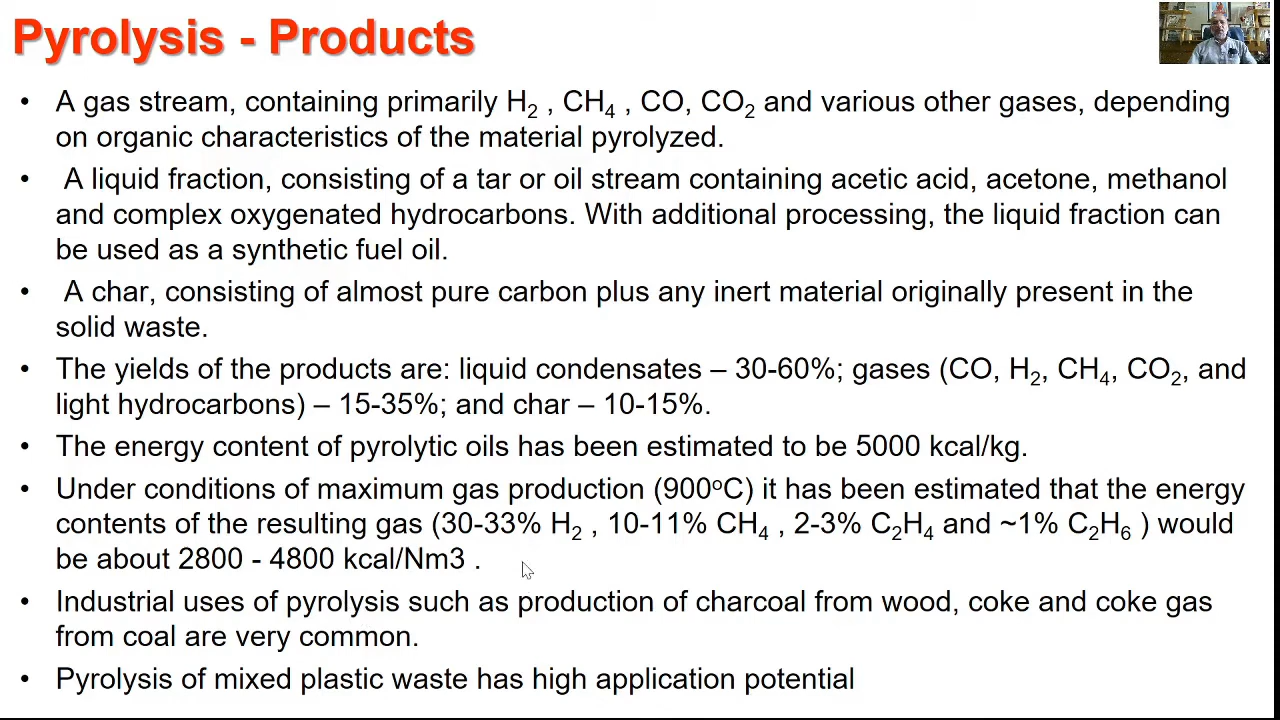 Pyrolysis - Products
• A gas stream, containing primarily H2 , CH4 , CO, CO2 and various other gases, depending
on organic characteristics of the material pyrolyzed.
• A liquid fraction, consisting of a tar or oil stream containing acetic acid, acetone, methanol
and complex oxygenated hydrocarbons. With additional processing, the liquid fraction can
be used as a synthetic fuel oil.
• A char, consisting of almost pure carbon plus any inert material originally present in the
solid waste.
• The yields of the products are: liquid condensates – 30-60%; gases (CO, H2, CH4, CO2, and
light hydrocarbons) – 15-35%; and char – 10-15%.
• The energy content of pyrolytic oils has been estimated to be 5000 kcal/kg.
• Under conditions of maximum gas production (900oC) it has been estimated that the energy
contents of the resulting gas (30-33% H2 , 10-11% CH4 , 2-3% C2H4 and ~1% C2H6 ) would
be about 2800 - 4800 kcal/Nm3 .
• Industrial uses of pyrolysis such as production of charcoal from wood, coke and coke gas
from coal are very common.
• Pyrolysis of mixed plastic waste has high application potential